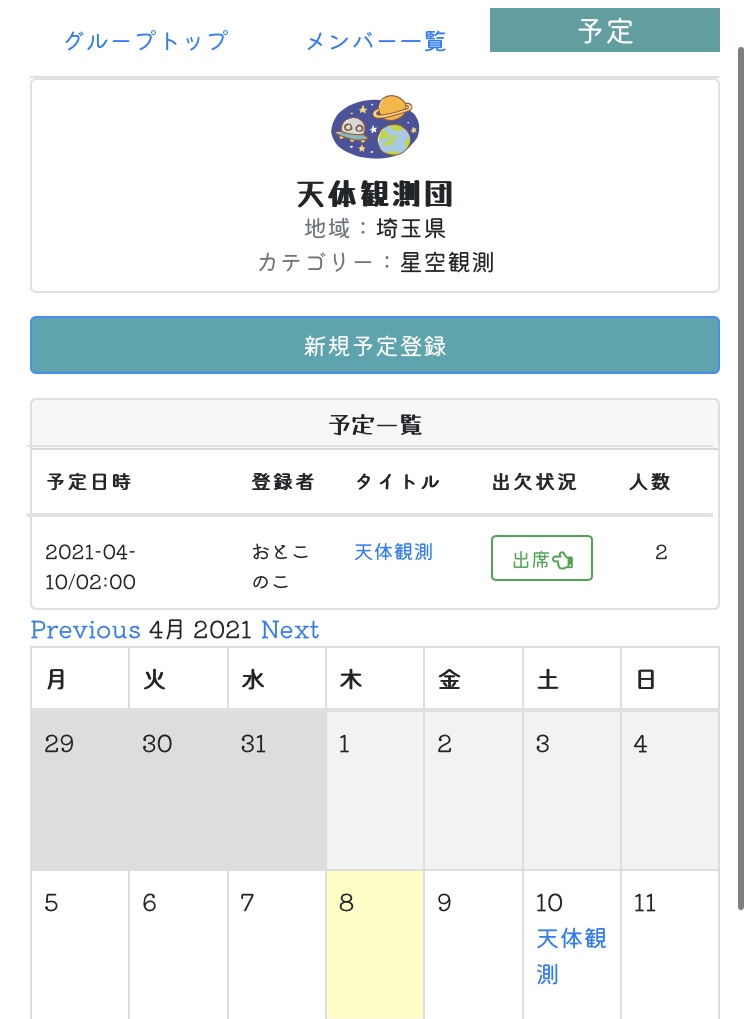 グループトップ メンバー一覧 予定
天体観測団
地域：埼玉県
カテゴリー：星空観測
新規予定登録
予定一覧
予定日時 登録者 タイトル 出欠状況 人数
2021-04-10/02:00 おとこのこ 天体観測 出席 2
Previous 4月 2021 Next
月 火 水 木 金 土 日
29 30 31 1 2 3 4
5 6 7 8 9 10 11
天体観測